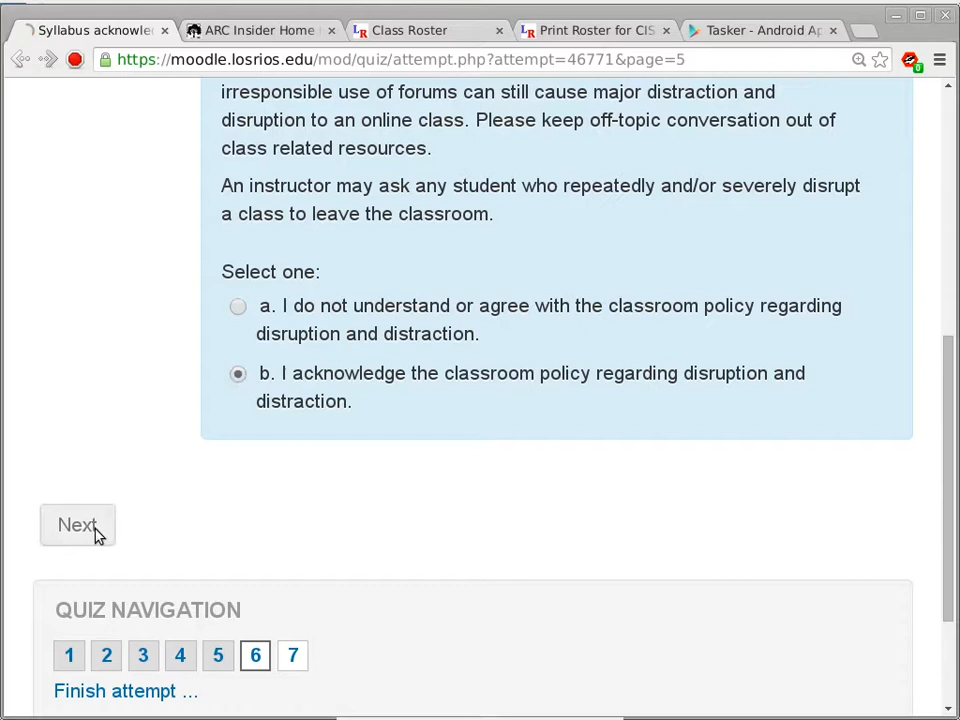 Syllabus acknowle
ARC Insider Home
Class Roster
Print Roster for CIS
Tasker - Android Ap
https://moodle.losrios.edu/mod/quiz/attempt.php?attempt=46771&page=5
0
irresponsible use of forums can still cause major distraction and
disruption to an online class. Please keep off-topic conversation out of
class related resources.
An instructor may ask any student who repeatedly and/or severely disrupt
a class to leave the classroom.
Select one:
a. I do not understand or agree with the classroom policy regarding
disruption and distraction.
b. I acknowledge the classroom policy regarding disruption and
distraction.
Next
QUIZ NAVIGATION
1 2 3 4 5 6 7
Finish attempt ...